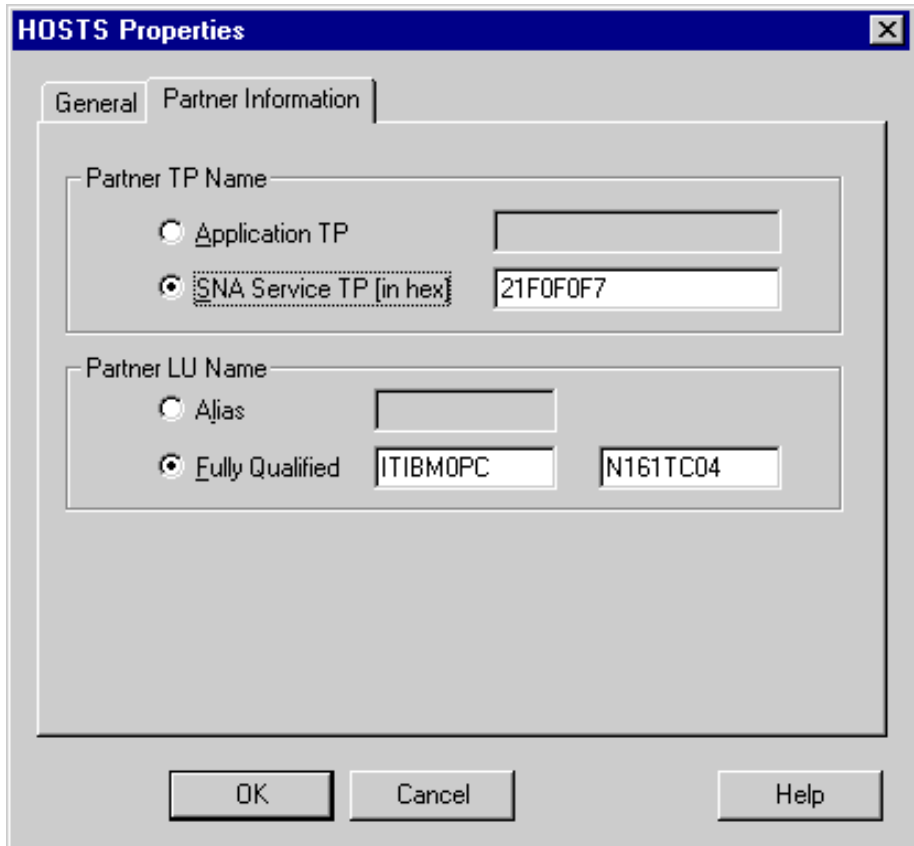 HOSTS Properties
General Partner Information
Partner TP Name
Application TP
SNA Service TP [in hex] 21F0F0F7
Partner LU Name
Alias
Fully Qualified ITIBM0PC N161TC04
OK Cancel Help